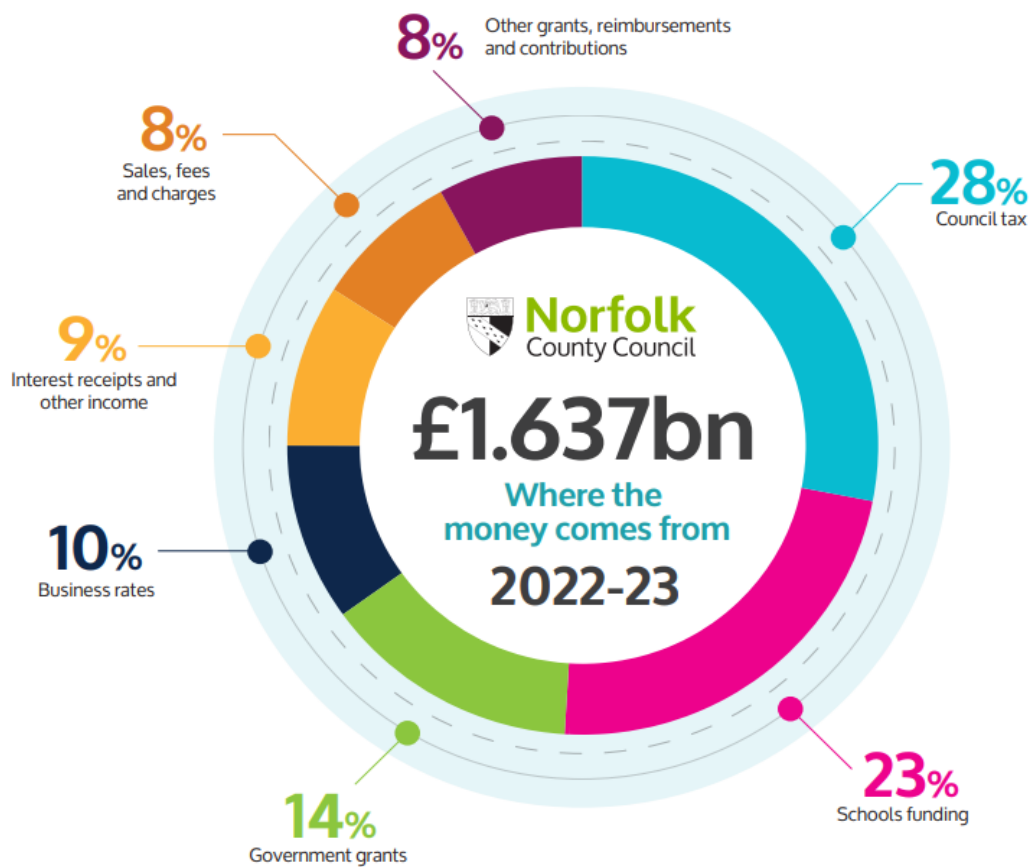 8%
Other grants, reimbursements
and contributions
8%
Sales, fees
and charges
28%
Council tax
9%
Interest receipts and
other income
Norfolk
County Council
£1.637bn
Where the
money comes from
2022-23
10%
Business rates
23%
Schools funding
14%
Government grants